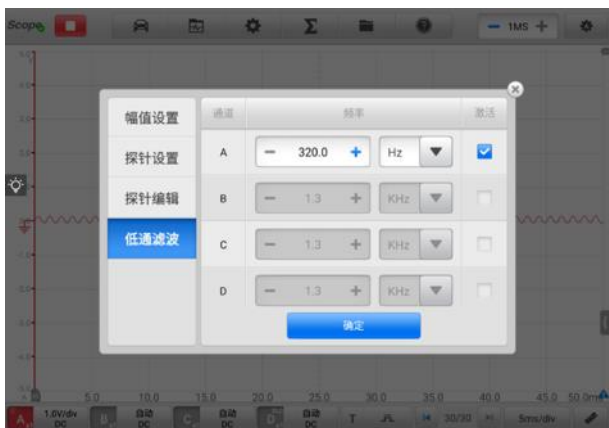 Scope
1MS
幅值设置
探针设置
探针编辑
低通滤波
通道 频率 激活
A 320.0 Hz
B 1.3 KHz
C 1.3 KHz
D 1.3 KHz
确定
5.0 10.0 15.0 20.0 25.0 30.0 35.0 40.0 45.0 50.0m
A 1.0V/div DC B 自动 DC C 自动 DC D 自动 DC T 30/30 5ms/div